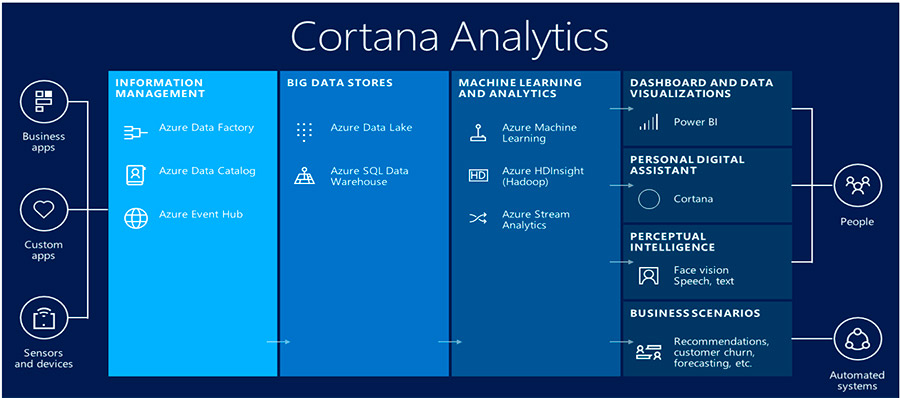 Cortana Analytics
Business
apps
Custom
apps
Sensors
and devices
INFORMATION
MANAGEMENT
Azure Data Factory
Azure Data Catalog
Azure Event Hub
BIG DATA STORES
Azure Data Lake
Azure SQL Data
Warehouse
MACHINE LEARNING
AND ANALYTICS
Azure Machine
Learning
HD
Azure HDInsight
(Hadoop)
Azure Stream
Analytics
DASHBOARD AND DATA
VISUALIZATIONS
Power BI
PERSONAL DIGITAL
ASSISTANT
Cortana
PERCEPTUAL
INTELLIGENCE
Face vision
Speech, text
BUSINESS SCENARIOS
Recommendations,
customer churn,
forecasting, etc.
People
Automated
systems